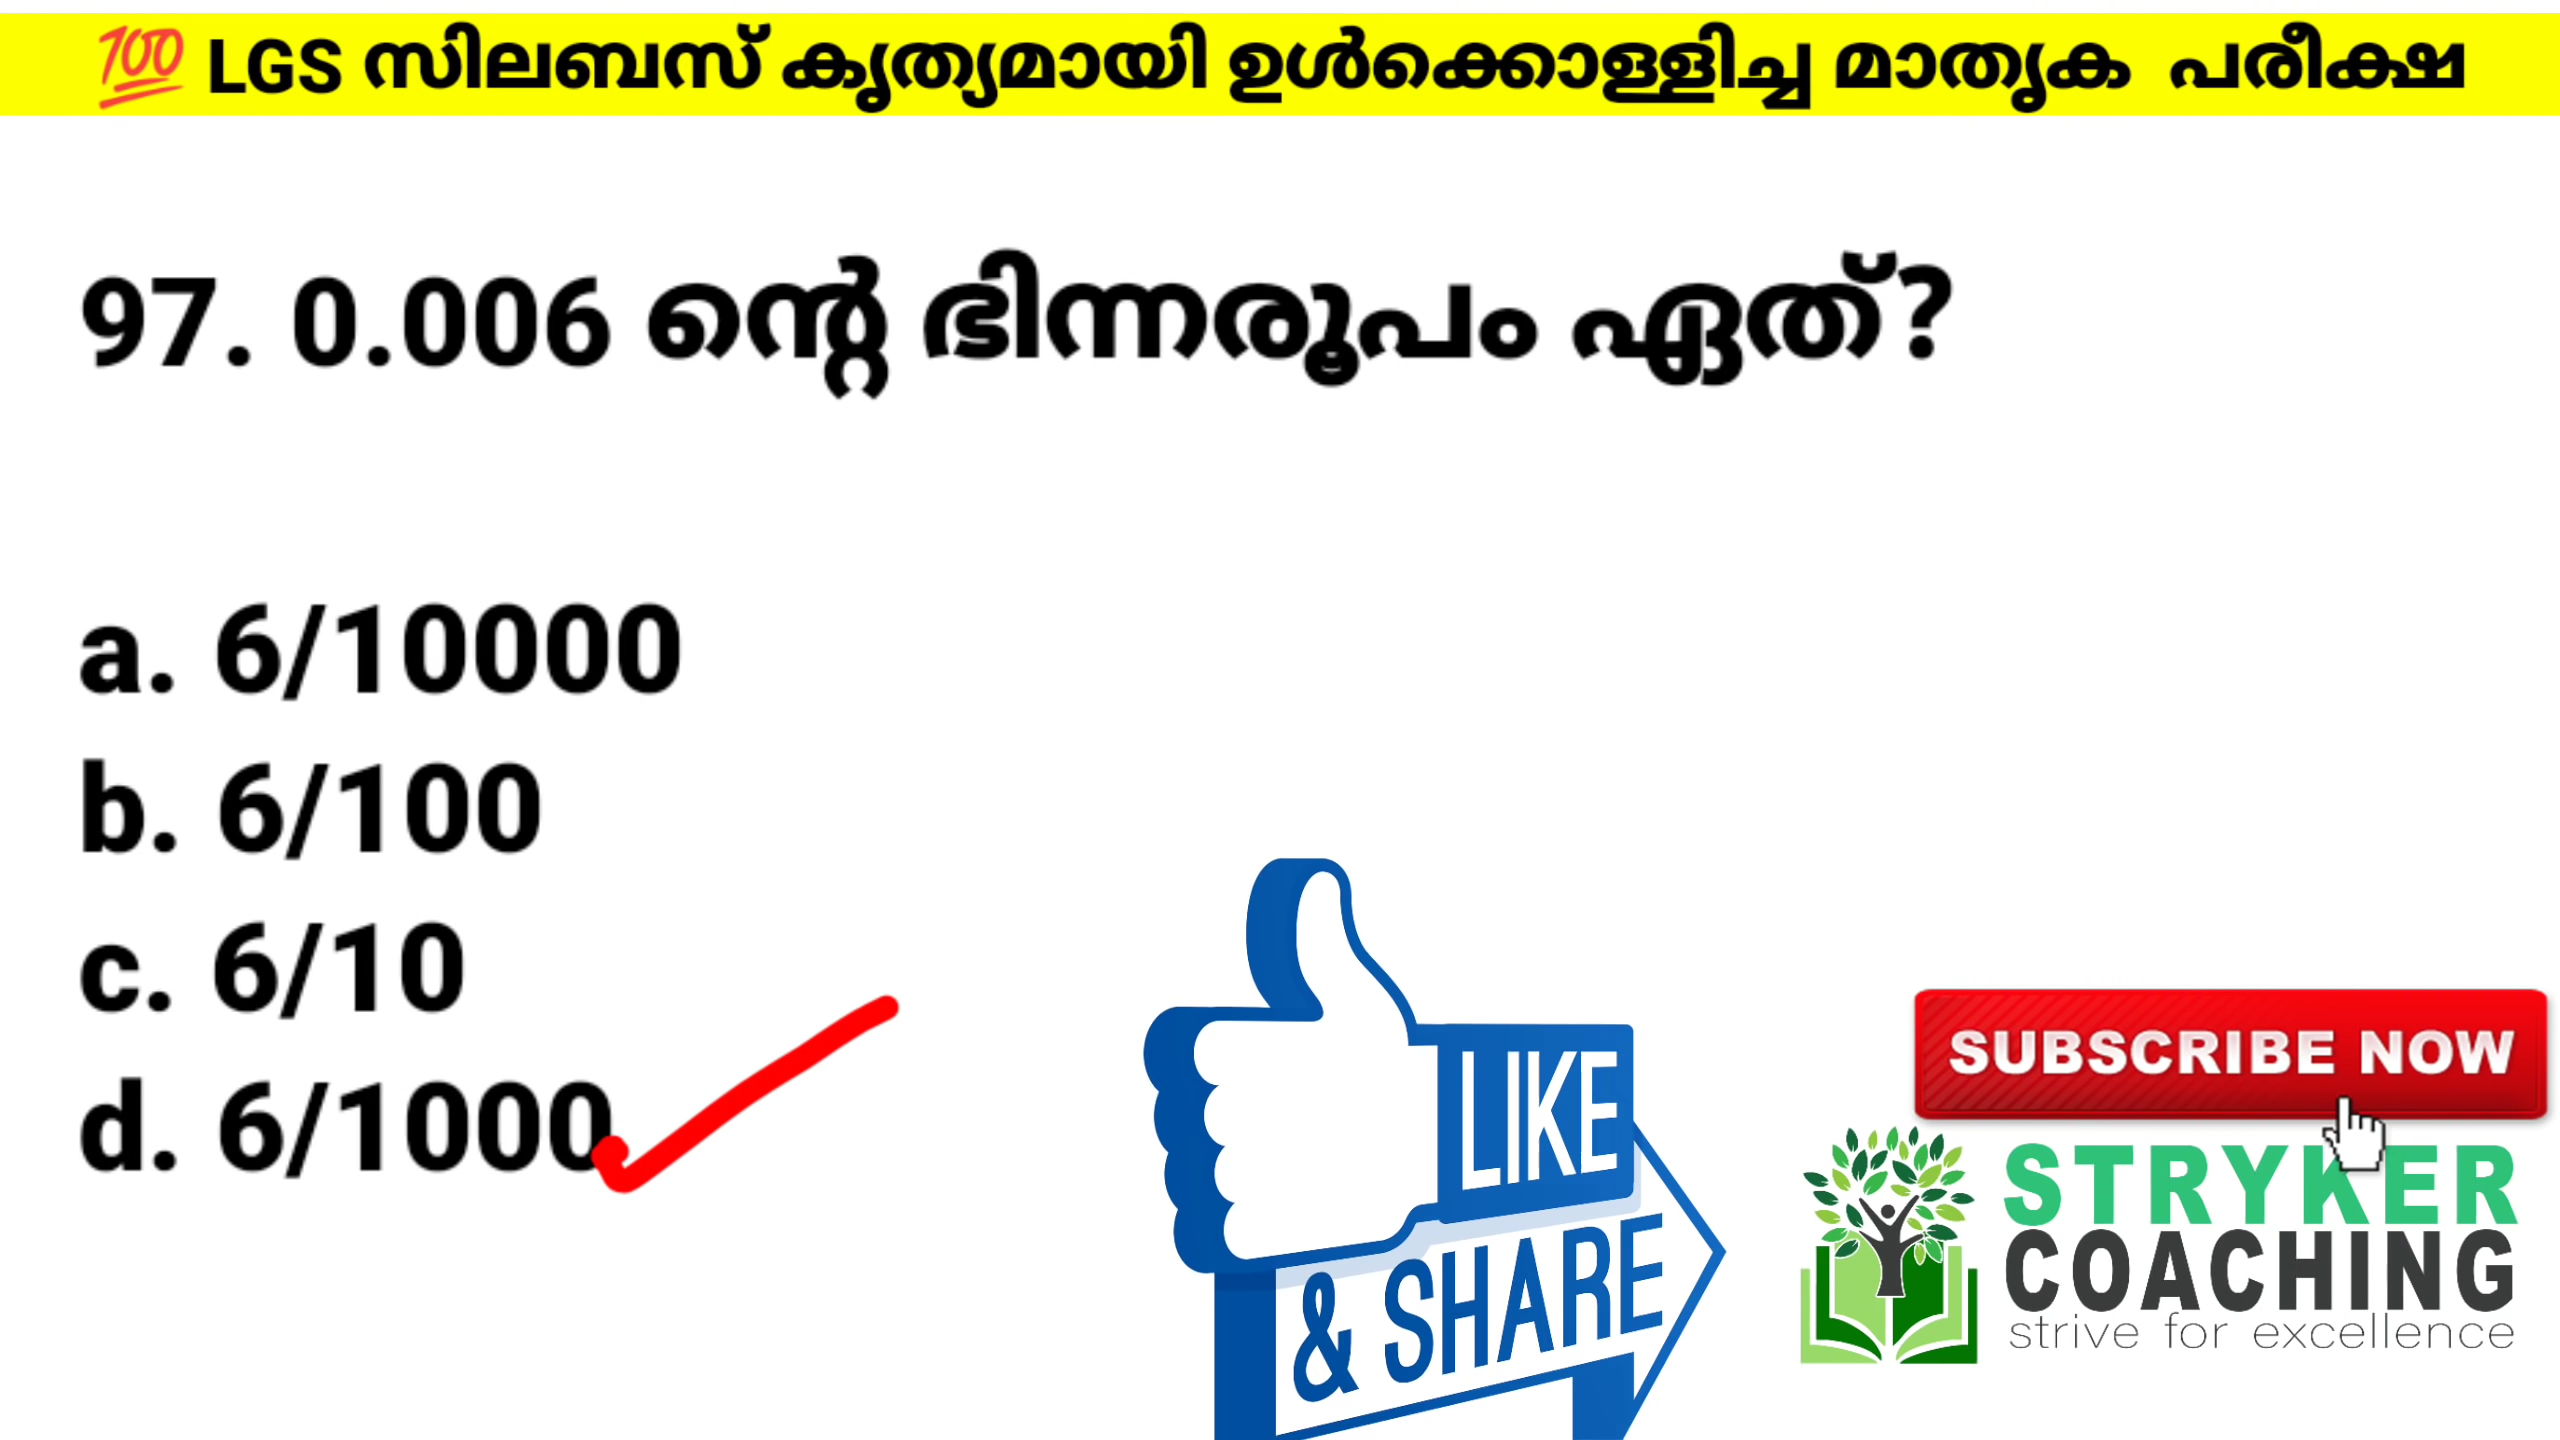 💯 LGS സിലബസ് കൃത്യമായി ഉൾക്കൊള്ളിച്ച മാതൃക പരീക്ഷ
97. 0.006 ന്റെ ഭിന്നരൂപം ഏത്?
a. 6/10000
b. 6/100
c. 6/10
d. 6/1000
LIKE
& SHARE
SUBSCRIBE NOW
STRYKER
COACHING
strive for excellence